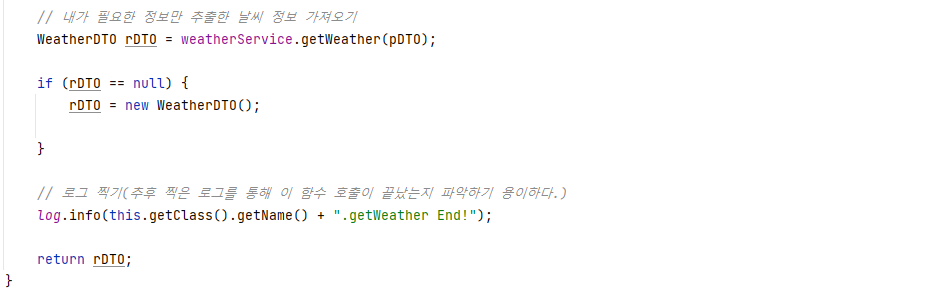 // 내가 필요한 정보만 추출한 날씨 정보 가져오기
WeatherDTO rDTO = weatherService.getWeather(pDTO);
if (rDTO == null) {
rDTO = new WeatherDTO();
}
// 로그 찍기(추후 찍은 로그를 통해 이 함수 호출이 끝났는지 파악하기 용이하다.)
log.info(this.getClass().getName() + ".getWeather End!");
return rDTO;
}